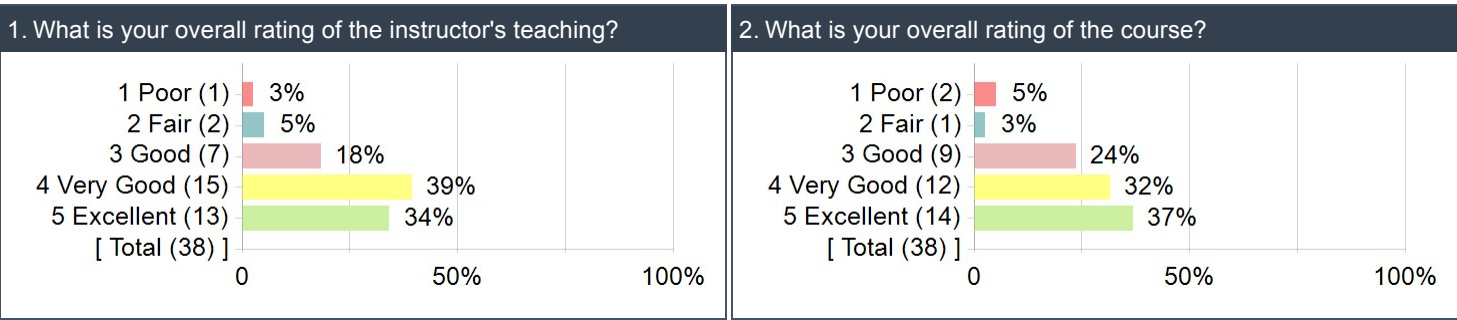 1. What is your overall rating of the instructor's teaching?
1 Poor (1) 3%
2 Fair (2) 5%
3 Good (7) 18%
4 Very Good (15) 39%
5 Excellent (13) 34%
[ Total (38) ]
0 50% 100%
2. What is your overall rating of the course?
1 Poor (2) 5%
2 Fair (1) 3%
3 Good (9) 24%
4 Very Good (12) 32%
5 Excellent (14) 37%
[ Total (38) ]
0 50% 100%